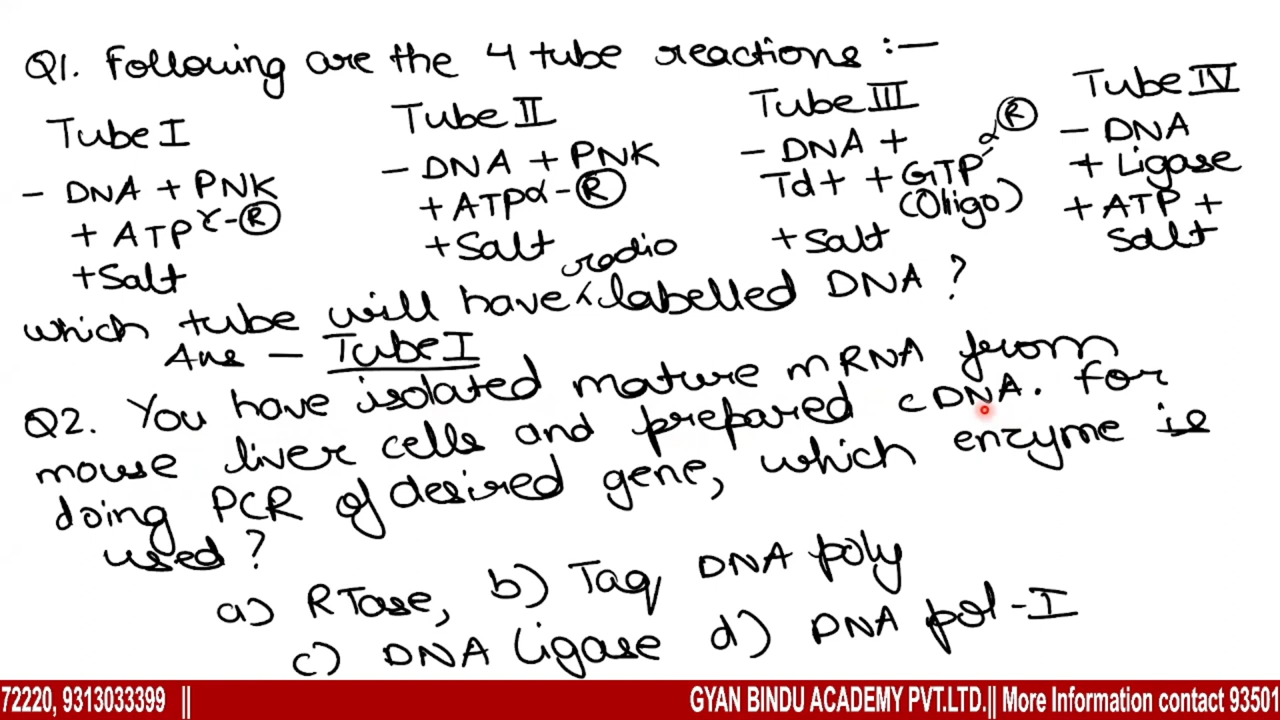 Q1. Following are the 4 tube reactions :-
Tube I
- DNA + PNK
+ ATP γ-Ⓡ
+ Salt
Tube II
- DNA + PNK
+ ATPα-Ⓡ
+ Salt
Tube III
- DNA +
Td+ + GTP α-Ⓡ
(Oligo)
+ Salt
Tube IV
- DNA
+ Ligase
+ ATP +
Salt
which tube will have radio labelled DNA ?
Ans - Tube I
Q2. You have isolated mature mRNA from
mouse liver cells and prepared cDNA. For
doing PCR of desired gene, which enzyme is
used ?
a) RTase, b) Taq DNA poly
c) DNA Ligase d) DNA pol-I
72220, 9313033399 || GYAN BINDU ACADEMY PVT.LTD.|| More Information contact 93501